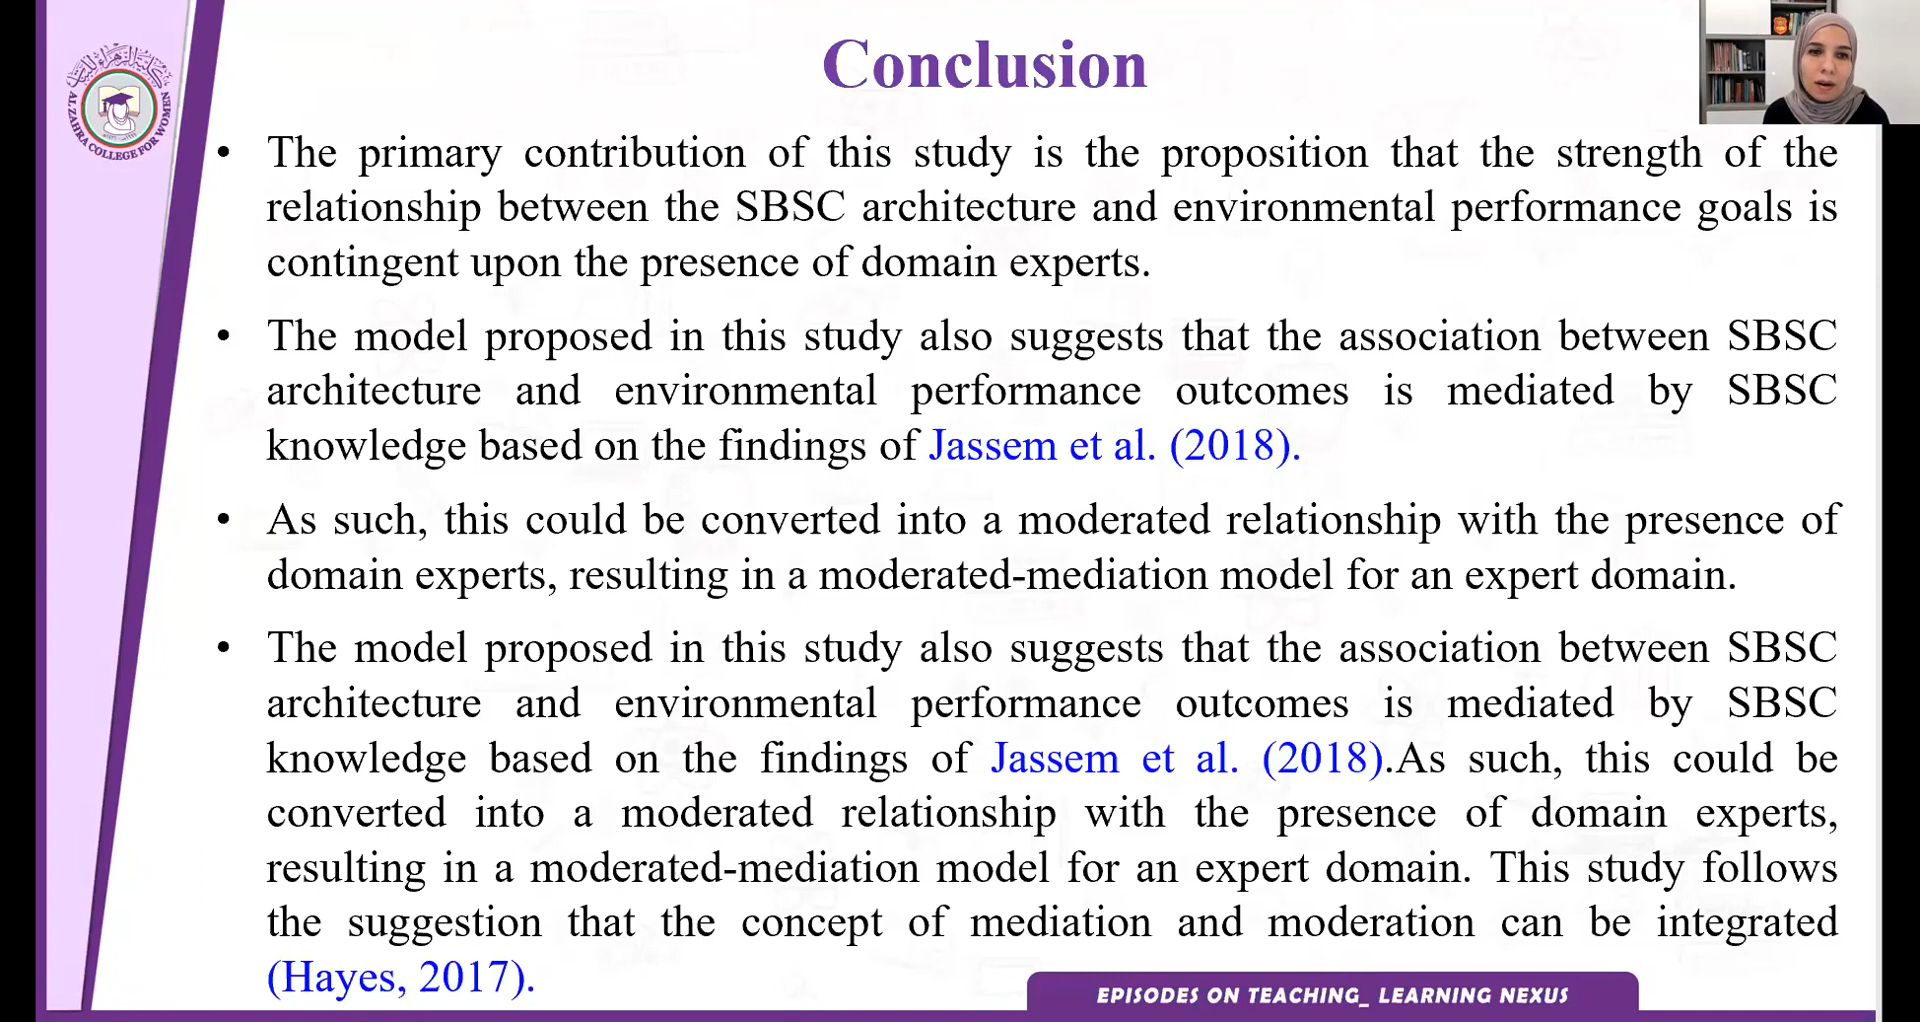 Conclusion
كلية الزهراء للبنات
AL ZAHRA COLLEGE FOR WOMEN
• The primary contribution of this study is the proposition that the strength of the
relationship between the SBSC architecture and environmental performance goals is
contingent upon the presence of domain experts.
• The model proposed in this study also suggests that the association between SBSC
architecture and environmental performance outcomes is mediated by SBSC
knowledge based on the findings of Jassem et al. (2018).
• As such, this could be converted into a moderated relationship with the presence of
domain experts, resulting in a moderated-mediation model for an expert domain.
• The model proposed in this study also suggests that the association between SBSC
architecture and environmental performance outcomes is mediated by SBSC
knowledge based on the findings of Jassem et al. (2018).As such, this could be
converted into a moderated relationship with the presence of domain experts,
resulting in a moderated-mediation model for an expert domain. This study follows
the suggestion that the concept of mediation and moderation can be integrated
(Hayes, 2017).
EPISODES ON TEACHING_ LEARNING NEXUS